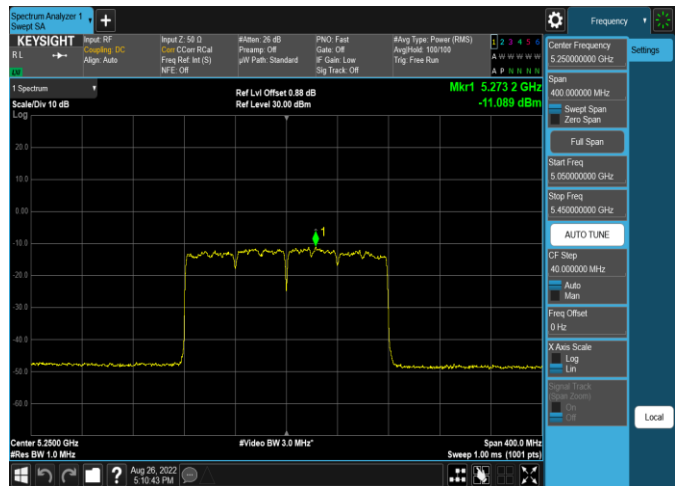 Spectrum Analyzer 1
Swept SA
+
Frequency
KEYSIGHT
RL
Input: RF
Coupling: DC
Align: Auto
Input Z: 50 Ω
Corr CCorr RCal
Freq Ref: Int (S)
NFE: Off
#Atten: 26 dB
Preamp: Off
µW Path: Standard
PNO: Fast
Gate: Off
IF Gain: Low
Sig Track: Off
#Avg Type: Power (RMS)
Avg|Hold: 100/100
Trig: Free Run
1 2 3 4 5 6
A W W W W W
A P N N N N
1 Spectrum
Scale/Div 10 dB
Log
Ref Lvl Offset 0.88 dB
Ref Level 30.00 dBm
Mkr1 5.273 2 GHz
-11.089 dBm
20.0
10.0
0.00
-10.0
-20.0
-30.0
-40.0
-50.0
-60.0
1
Center 5.2500 GHz
#Res BW 1.0 MHz
#Video BW 3.0 MHz*
Span 400.0 MHz
Sweep 1.00 ms (1001 pts)
Center Frequency
5.250000000 GHz
Span
400.000000 MHz
Swept Span
Zero Span
Full Span
Start Freq
5.050000000 GHz
Stop Freq
5.450000000 GHz
AUTO TUNE
CF Step
40.000000 MHz
Auto
Man
Freq Offset
0 Hz
X Axis Scale
Log
Lin
Signal Track
(Span Zoom)
On
Off
Settings
Local
?
Aug 26, 2022
5:10:43 PM